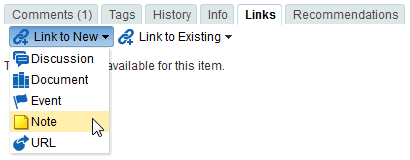 Comments (1) Tags History Info Links Recommendations
Link to New Link to Existing
Discussion
available for this item.
Document
Event
Note
URL